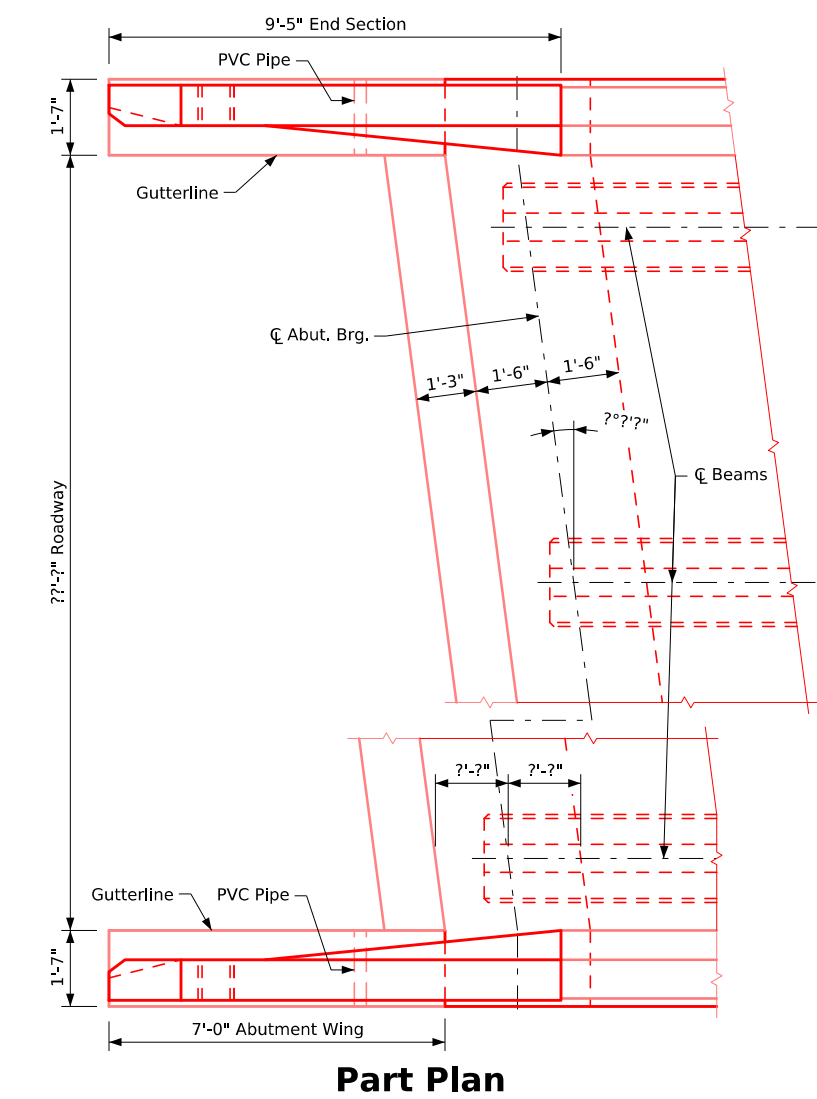 9'-5" End Section
PVC Pipe
1'-7"
Gutterline
℄ Abut. Brg.
1'-3"
1'-6"
1'-6"
?°?'?"
℄ Beams
??'-?" Roadway
?'-?"
?'-?"
Gutterline
PVC Pipe
1'-7"
7'-0" Abutment Wing
Part Plan